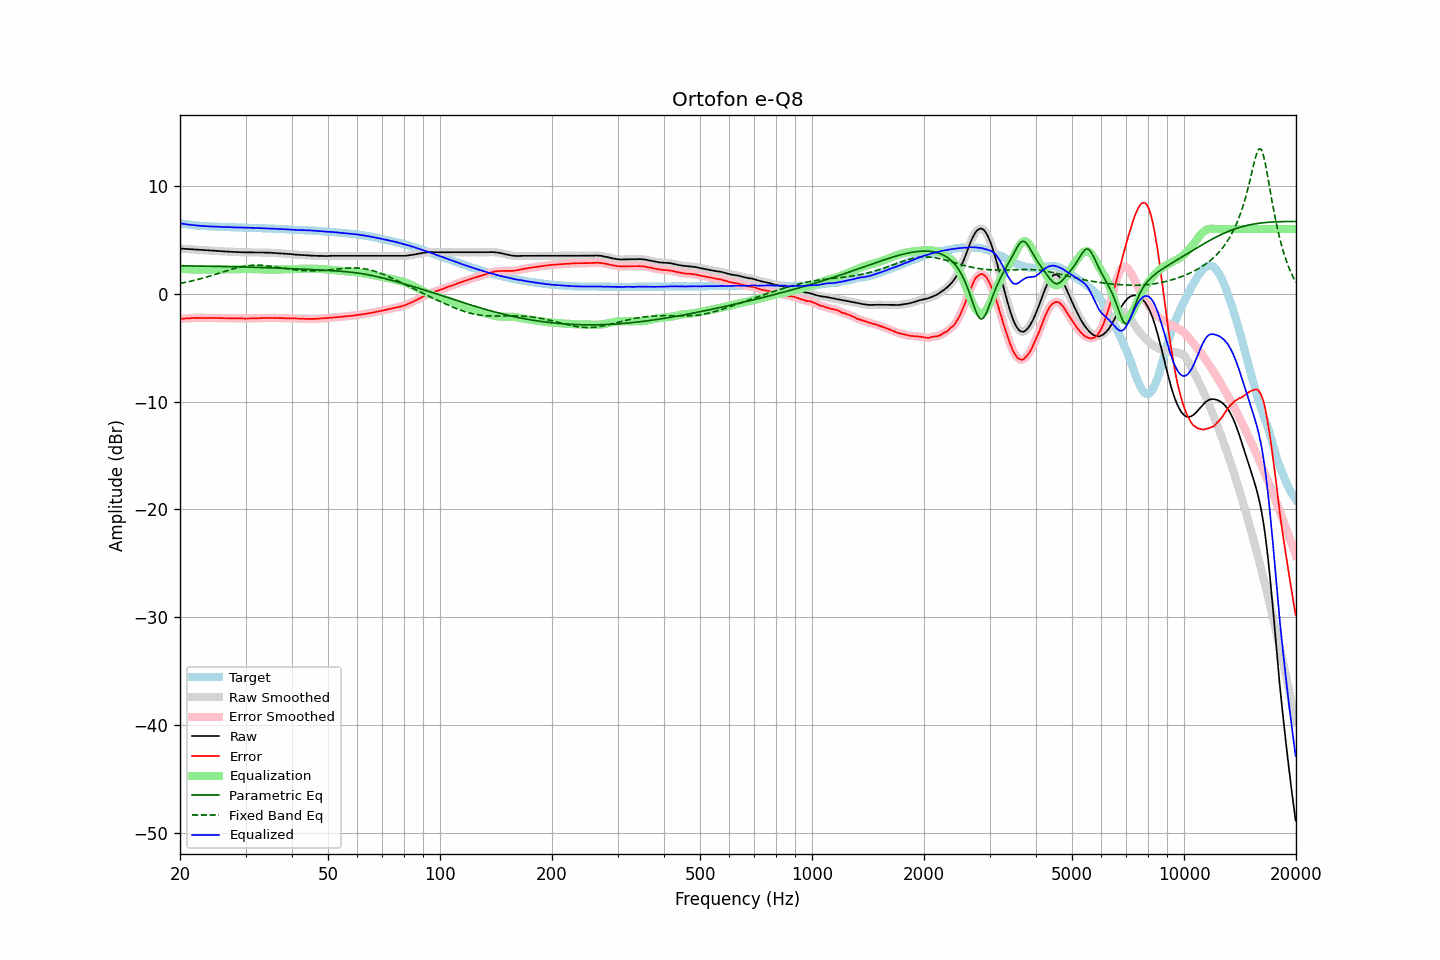 Ortofon e-Q8
Amplitude (dBr)
10
0
−10
−20
−30
−40
−50
Target
Raw Smoothed
Error Smoothed
Raw
Error
Equalization
Parametric Eq
Fixed Band Eq
Equalized
20 50 100 200 500 1000 2000 5000 10000 20000
Frequency (Hz)